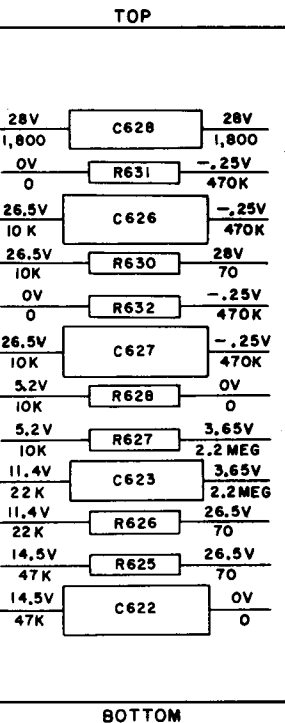 TOP
28V C628 28V
1,800 1,800
0V R631 -.25V
0 470K
26.5V C626 -.25V
10K 470K
26.5V R630 28V
10K 70
0V R632 -.25V
0 470K
26.5V C627 -.25V
10K 470K
5.2V R628 0V
10K 0
5.2V R627 3.65V
10K 2.2 MEG
11.4V C623 3.65V
22K 2.2MEG
11.4V R626 26.5V
22K 70
14.5V R625 26.5V
47K 70
14.5V C622 0V
47K 0
BOTTOM